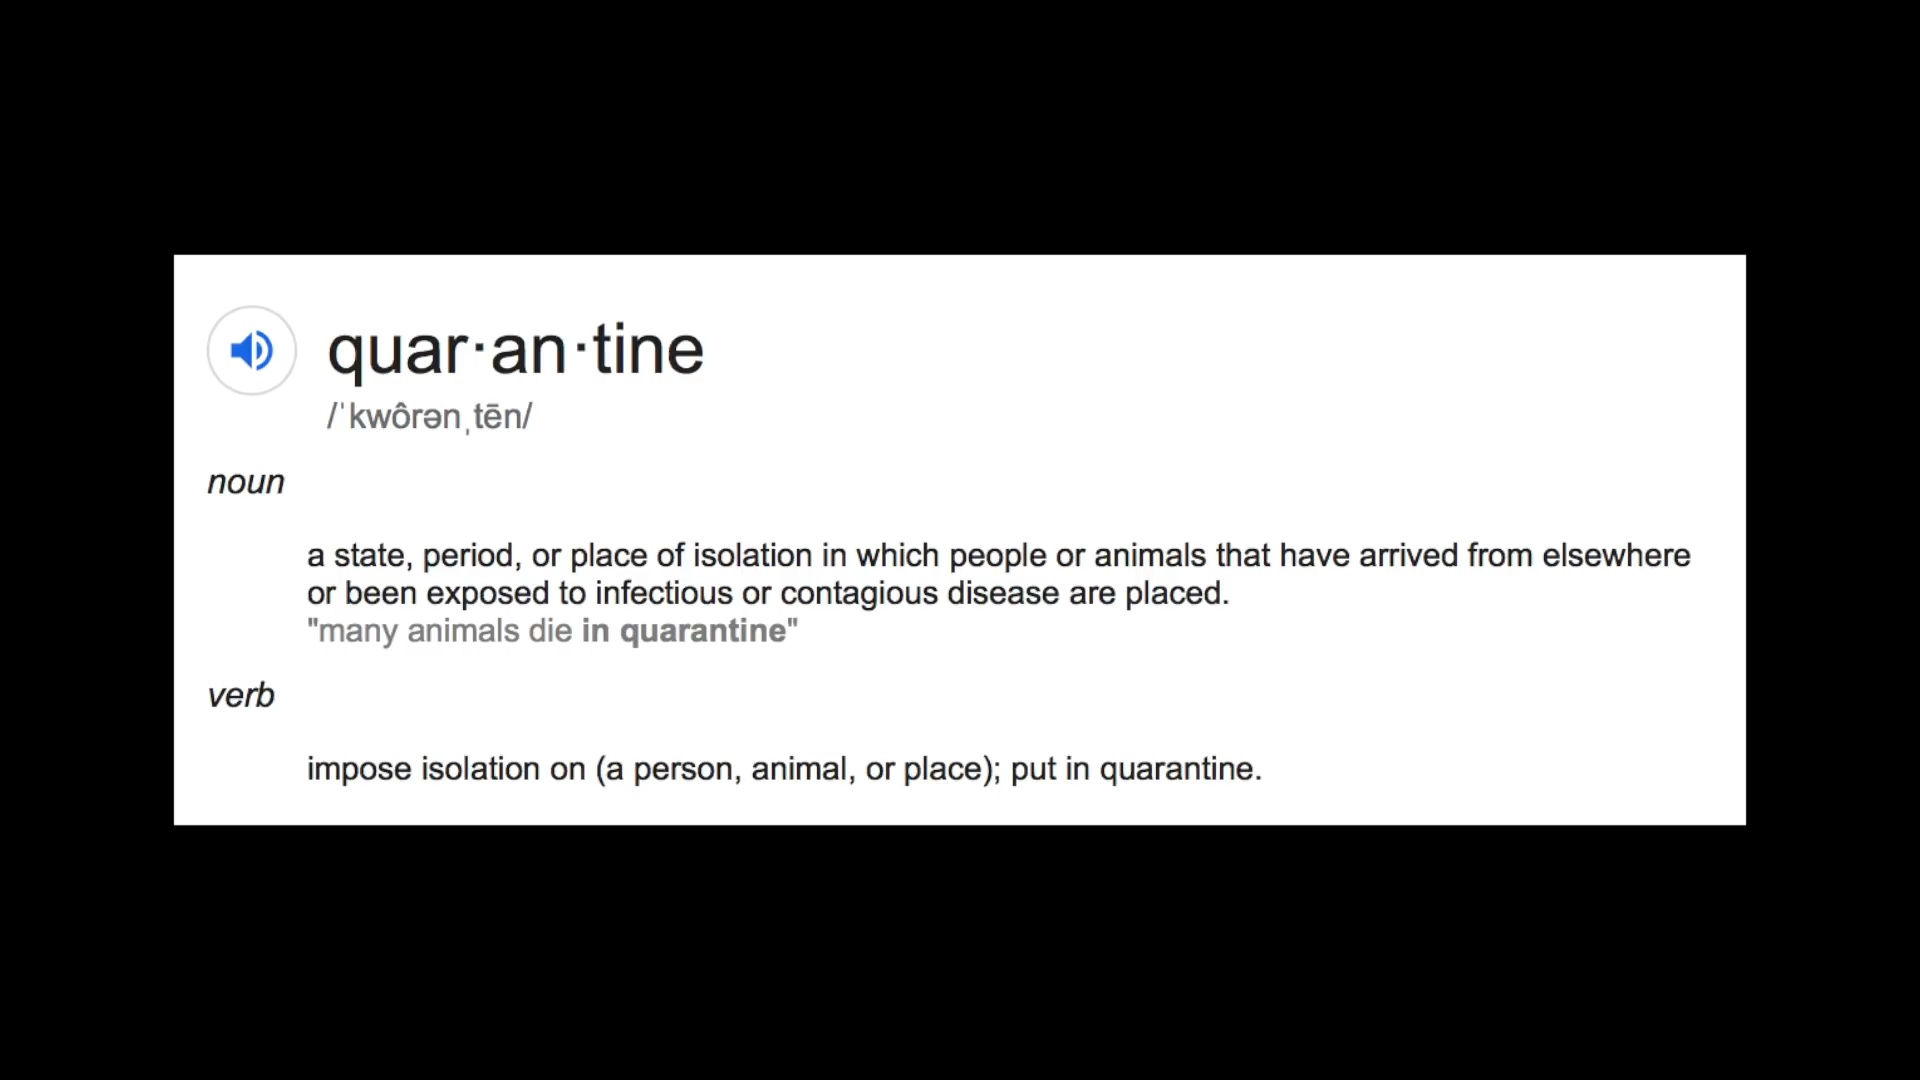 quar·an·tine
/ˈkwôrənˌtēn/
noun
a state, period, or place of isolation in which people or animals that have arrived from elsewhere
or been exposed to infectious or contagious disease are placed.
"many animals die in quarantine"
verb
impose isolation on (a person, animal, or place); put in quarantine.